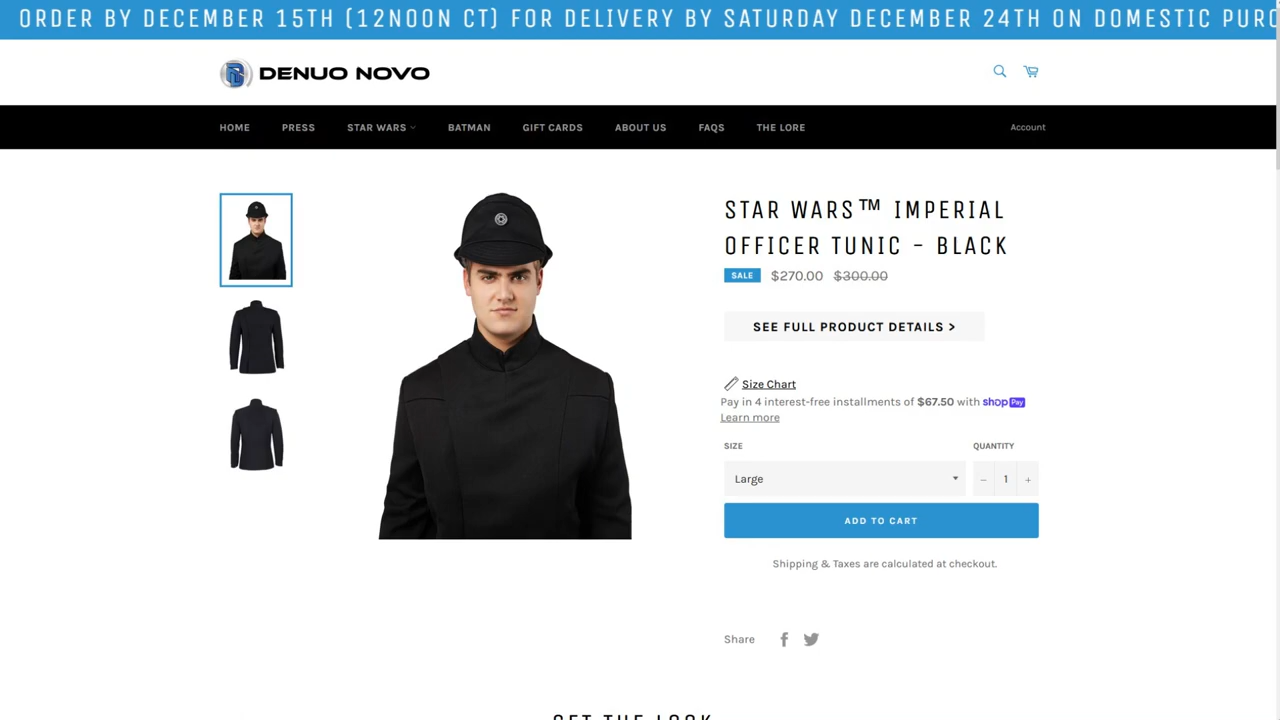 ORDER BY DECEMBER 15TH (12NOON CT) FOR DELIVERY BY SATURDAY DECEMBER 24TH ON DOMESTIC
DENUO NOVO
HOME PRESS STAR WARS BATMAN GIFT CARDS ABOUT US FAQS THE LORE Account
STAR WARS™ IMPERIAL
OFFICER TUNIC - BLACK
SALE $270.00 $300.00
SEE FULL PRODUCT DETAILS >
Size Chart
Pay in 4 interest-free installments of $67.50 with shop Pay
Learn more
SIZE QUANTITY
Large − 1 +
ADD TO CART
Shipping & Taxes are calculated at checkout.
Share
GET THE LOOK